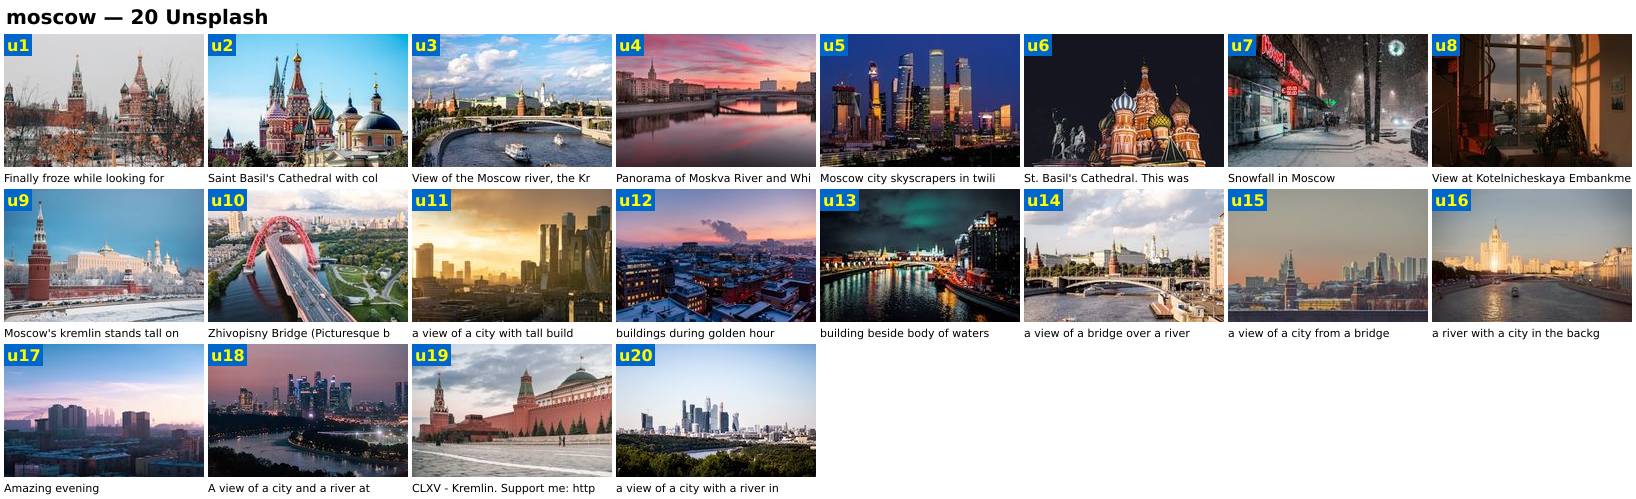 moscow — 20 Unsplash
u1
u2
u3
u4
u5
u6
u7
u8
Finally froze while looking for
Saint Basil's Cathedral with col
View of the Moscow river, the Kr
Panorama of Moskva River and Whi
Moscow city skyscrapers in twili
St. Basil's Cathedral. This was
Snowfall in Moscow
View at Kotelnicheskaya Embankme
u9
u10
u11
u12
u13
u14
u15
u16
Moscow's kremlin stands tall on
Zhivopisny Bridge (Picturesque b
a view of a city with tall build
buildings during golden hour
building beside body of waters
a view of a bridge over a river
a view of a city from a bridge
a river with a city in the backg
u17
u18
u19
u20
Amazing evening
A view of a city and a river at
CLXV - Kremlin. Support me: http
a view of a city with a river in